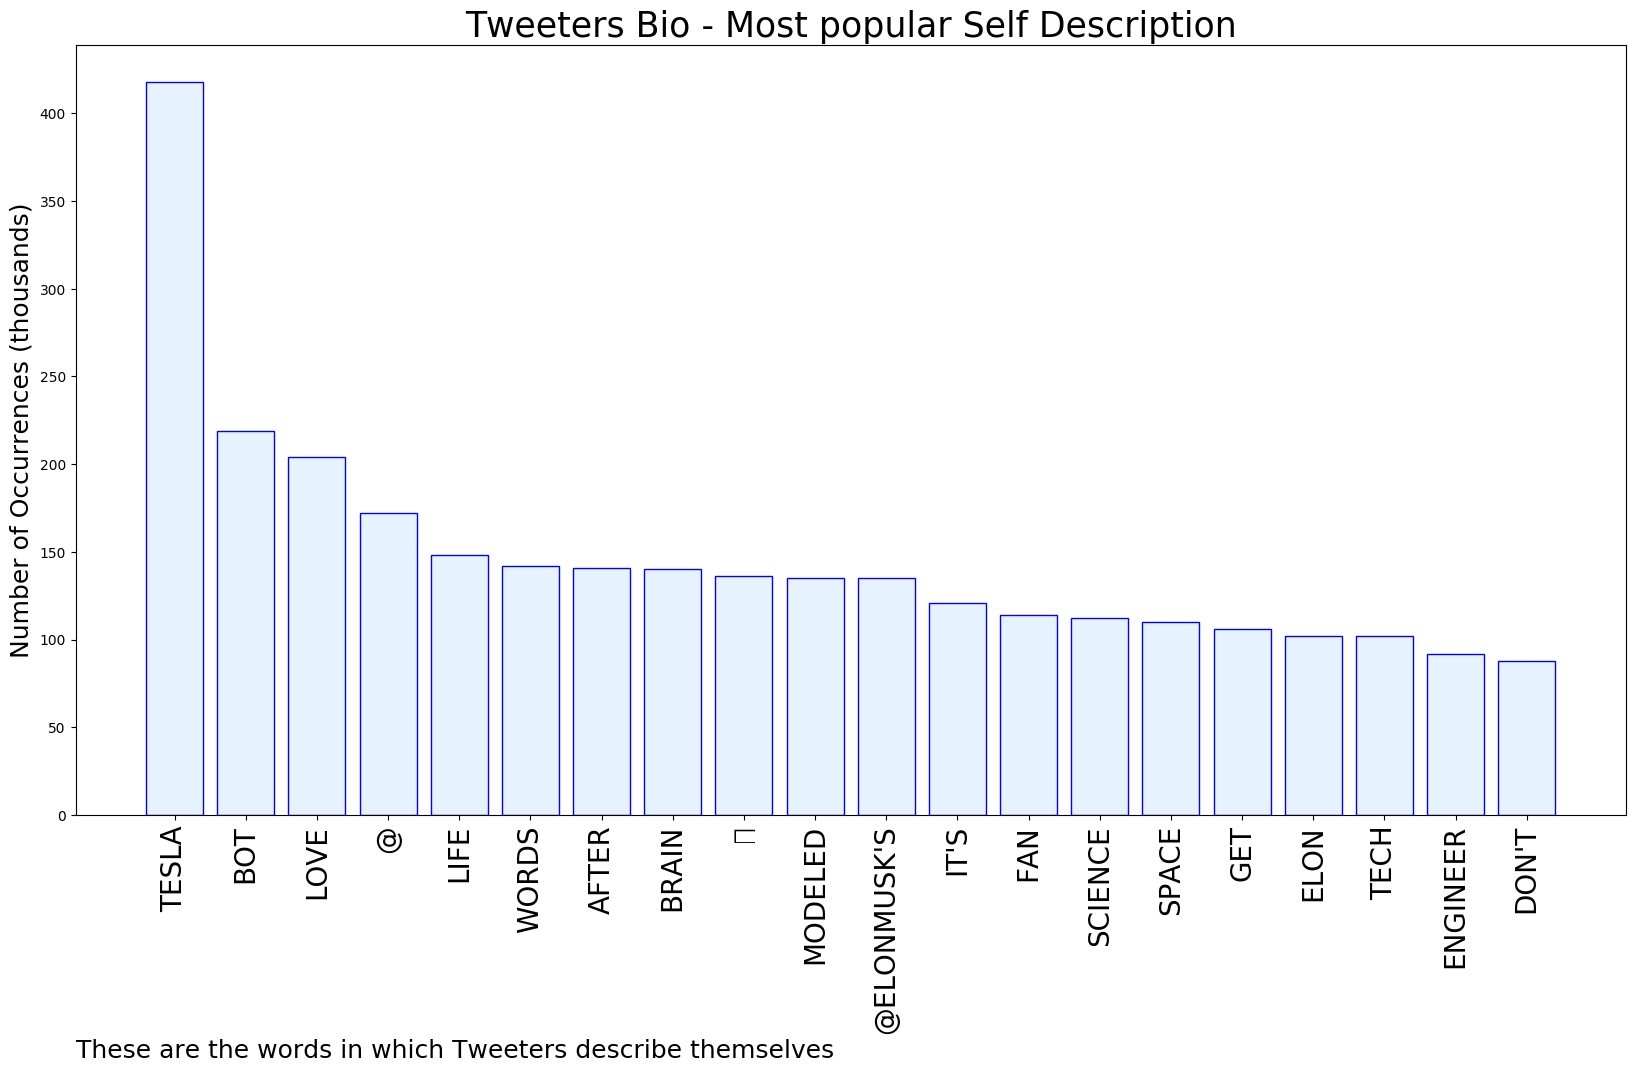 Tweeters Bio - Most popular Self Description
Number of Occurrences (thousands)
400
350
300
250
200
150
100
50
0
TESLA
BOT
LOVE
@
LIFE
WORDS
AFTER
BRAIN
MODELED
@ELONMUSK'S
IT'S
FAN
SCIENCE
SPACE
GET
ELON
TECH
ENGINEER
DON'T
These are the words in which Tweeters describe themselves